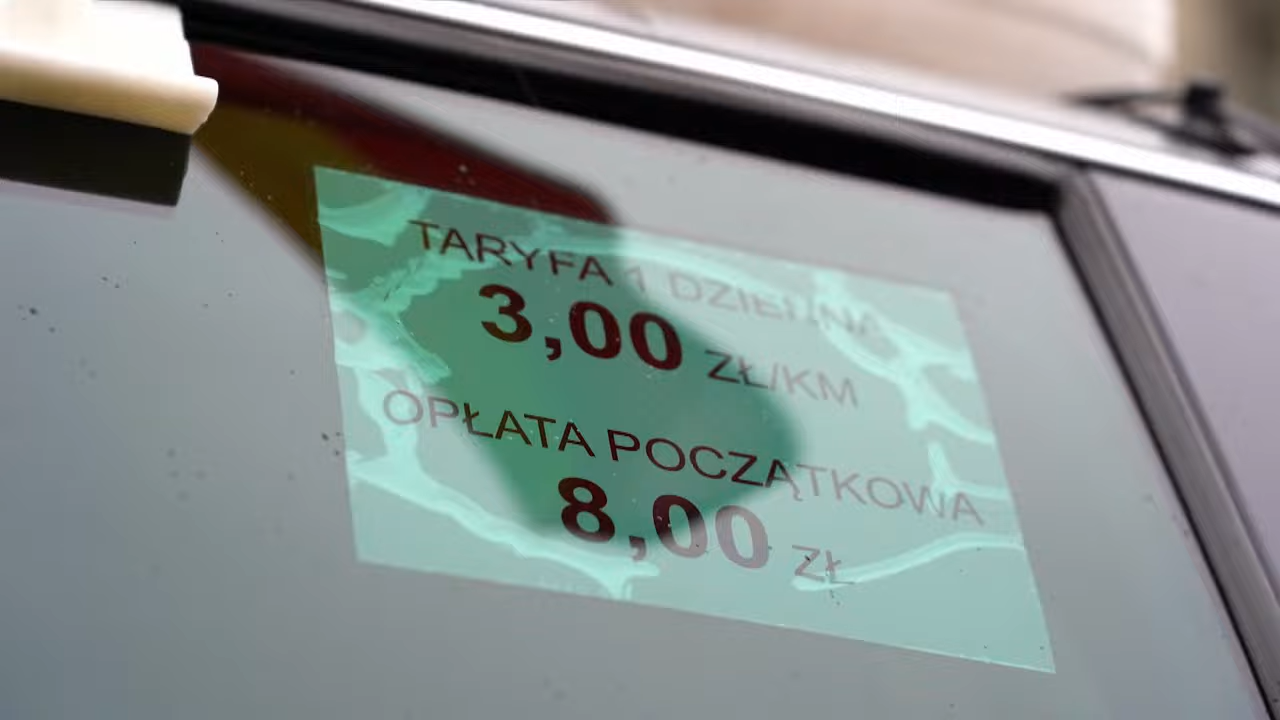 TARYFA 1 DZIENNA
3,00 ZŁ/KM
OPŁATA POCZĄTKOWA
8,00 ZŁ